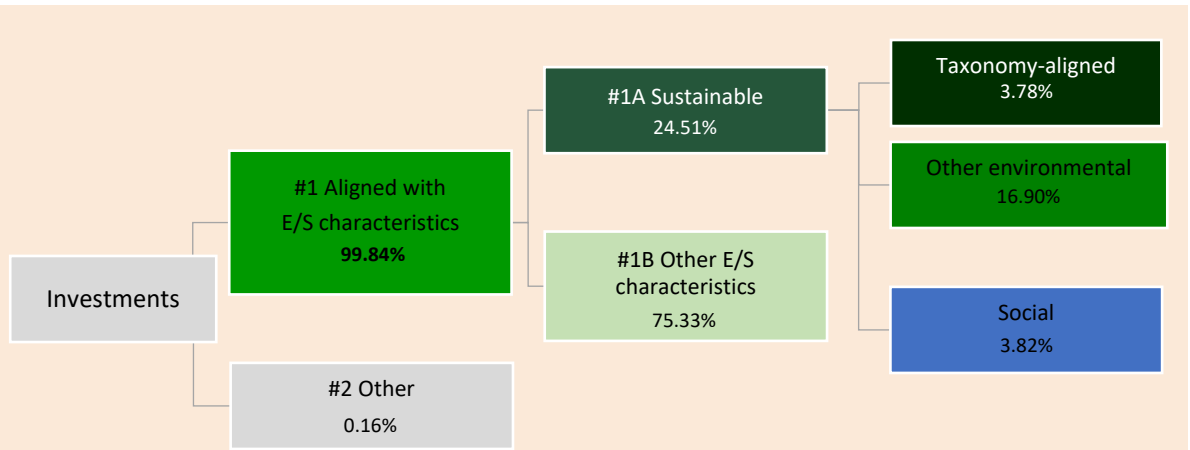 Investments
#1 Aligned with
E/S characteristics
99.84%
#2 Other
0.16%
#1A Sustainable
24.51%
#1B Other E/S
characteristics
75.33%
Taxonomy-aligned
3.78%
Other environmental
16.90%
Social
3.82%